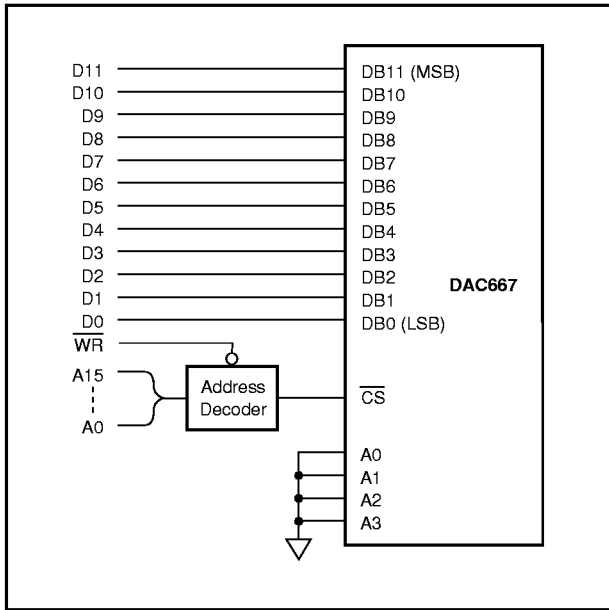 D11 DB11 (MSB)
D10 DB10
D9 DB9
D8 DB8
D7 DB7
D6 DB6
D5 DB5
D4 DB4
D3 DB3
D2 DB2
DAC667
D1 DB1
D0 DB0 (LSB)
WR
A15
Address
Decoder
CS
A0
A0
A1
A2
A3